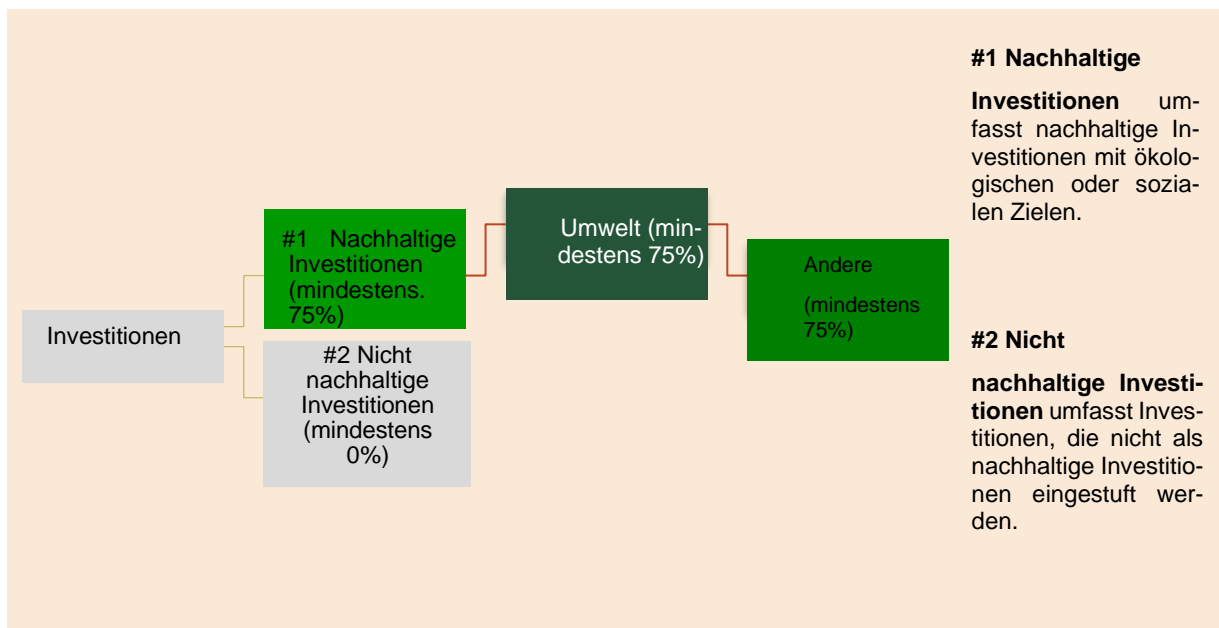 Investitionen
#1 Nachhaltige
Investitionen
(mindestens.
75%)
#2 Nicht
nachhaltige
Investitionen
(mindestens
0%)
Umwelt (min-
destens 75%)
Andere
(mindestens
75%)
#1 Nachhaltige
Investitionen um-
fasst nachhaltige In-
vestitionen mit ökolo-
gischen oder sozia-
len Zielen.
#2 Nicht
nachhaltige Investi-
tionen umfasst Inves-
titionen, die nicht als
nachhaltige Investitio-
nen eingestuft wer-
den.